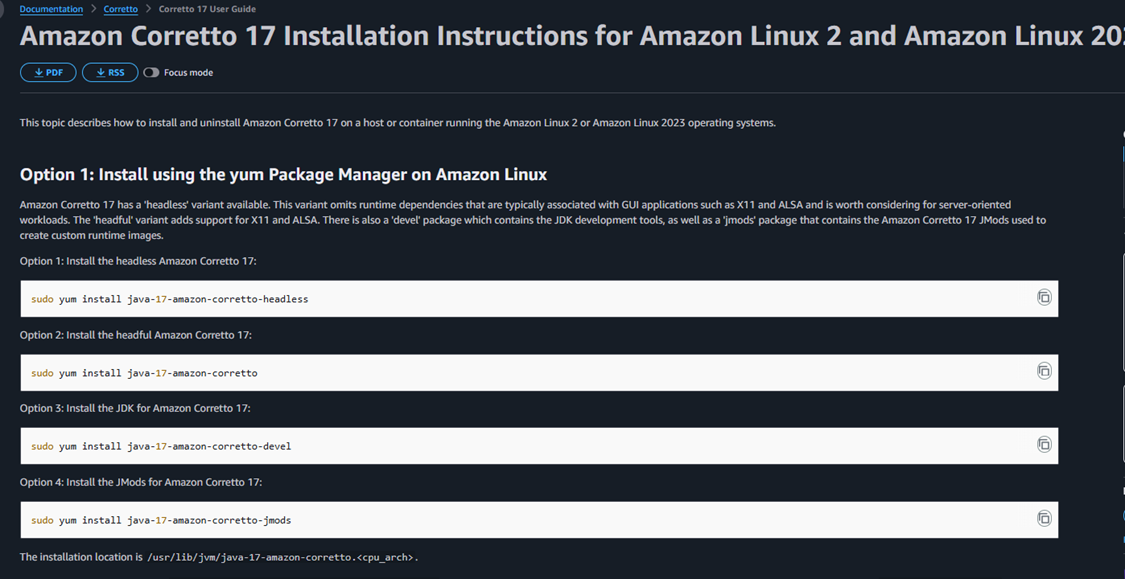 Documentation > Corretto > Corretto 17 User Guide
Amazon Corretto 17 Installation Instructions for Amazon Linux 2 and Amazon Linux
PDF RSS Focus mode
This topic describes how to install and uninstall Amazon Corretto 17 on a host or container running the Amazon Linux 2 or Amazon Linux 2023 operating systems.
Option 1: Install using the yum Package Manager on Amazon Linux
Amazon Corretto 17 has a 'headless' variant available. This variant omits runtime dependencies that are typically associated with GUI applications such as X11 and ALSA and is worth considering for server-oriented
workloads. The 'headful' variant adds support for X11 and ALSA. There is also a 'devel' package which contains the JDK development tools, as well as a 'jmods' package that contains the Amazon Corretto 17 JMods used to
create custom runtime images.
Option 1: Install the headless Amazon Corretto 17:
sudo yum install java-17-amazon-corretto-headless
Option 2: Install the headful Amazon Corretto 17:
sudo yum install java-17-amazon-corretto
Option 3: Install the JDK for Amazon Corretto 17:
sudo yum install java-17-amazon-corretto-devel
Option 4: Install the JMods for Amazon Corretto 17:
sudo yum install java-17-amazon-corretto-jmods
The installation location is /usr/lib/jvm/java-17-amazon-corretto.<cpu_arch>.